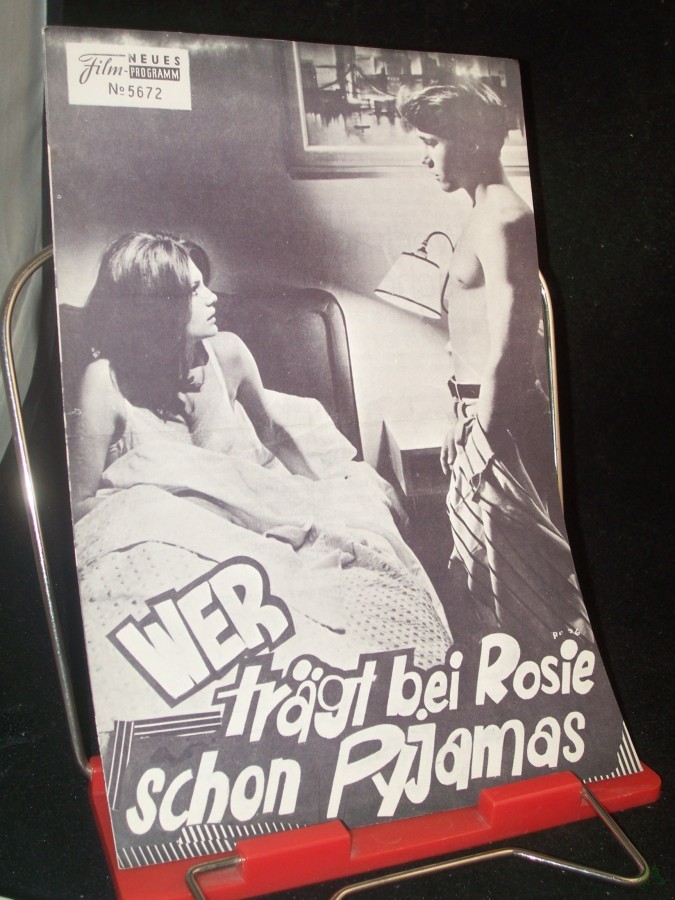 Film-NEUES
PROGRAMM
No 5672
WER
trägt bei Rosie
schon Pyjamas